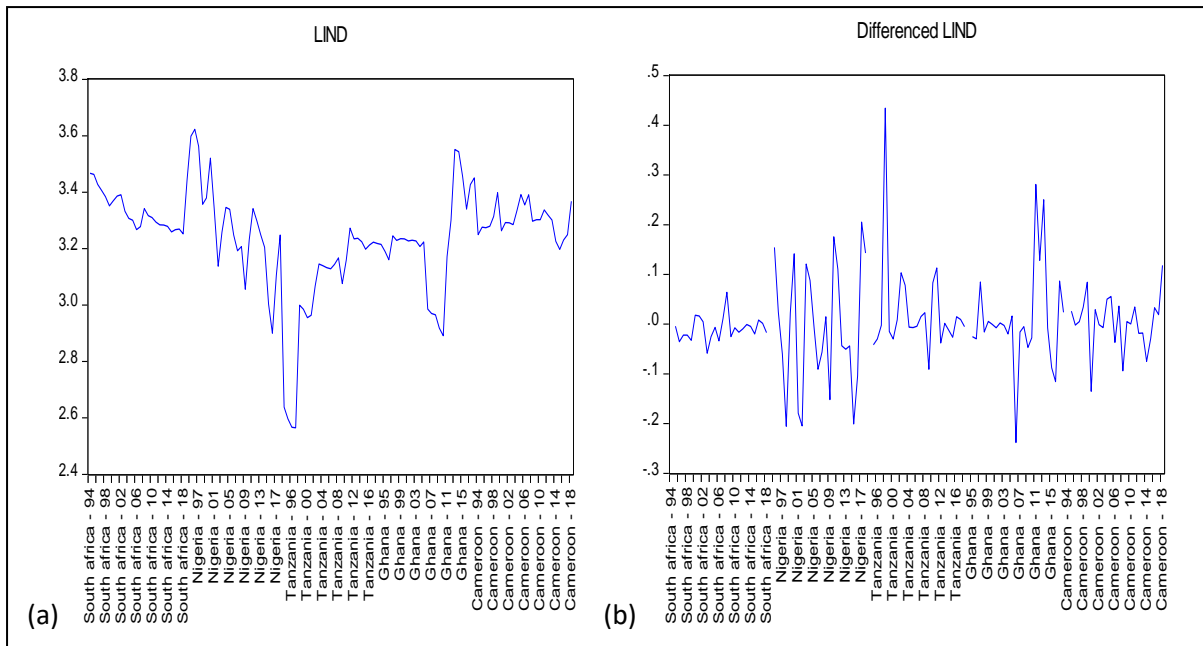 LIND
3.8
3.6
3.4
3.2
3.0
2.8
2.6
2.4
South africa - 94
South africa - 98
South africa - 02
South africa - 06
South africa - 10
South africa - 14
South africa - 18
Nigeria - 97
Nigeria - 01
Nigeria - 05
Nigeria - 09
Nigeria - 13
Nigeria - 17
Tanzania - 96
Tanzania - 00
Tanzania - 04
Tanzania - 08
Tanzania - 12
Tanzania - 16
Ghana - 95
Ghana - 99
Ghana - 03
Ghana - 07
Ghana - 11
Ghana - 15
Cameroon - 94
Cameroon - 98
Cameroon - 02
Cameroon - 06
Cameroon - 10
Cameroon - 14
Cameroon - 18
(a)
Differenced LIND
.5
.4
.3
.2
.1
.0
-.1
-.2
-.3
South africa - 94
South africa - 98
South africa - 02
South africa - 06
South africa - 10
South africa - 14
South africa - 18
Nigeria - 97
Nigeria - 01
Nigeria - 05
Nigeria - 09
Nigeria - 13
Nigeria - 17
Tanzania - 96
Tanzania - 00
Tanzania - 04
Tanzania - 08
Tanzania - 12
Tanzania - 16
Ghana - 95
Ghana - 99
Ghana - 03
Ghana - 07
Ghana - 11
Ghana - 15
Cameroon - 94
Cameroon - 98
Cameroon - 02
Cameroon - 06
Cameroon - 10
Cameroon - 14
Cameroon - 18
(b)